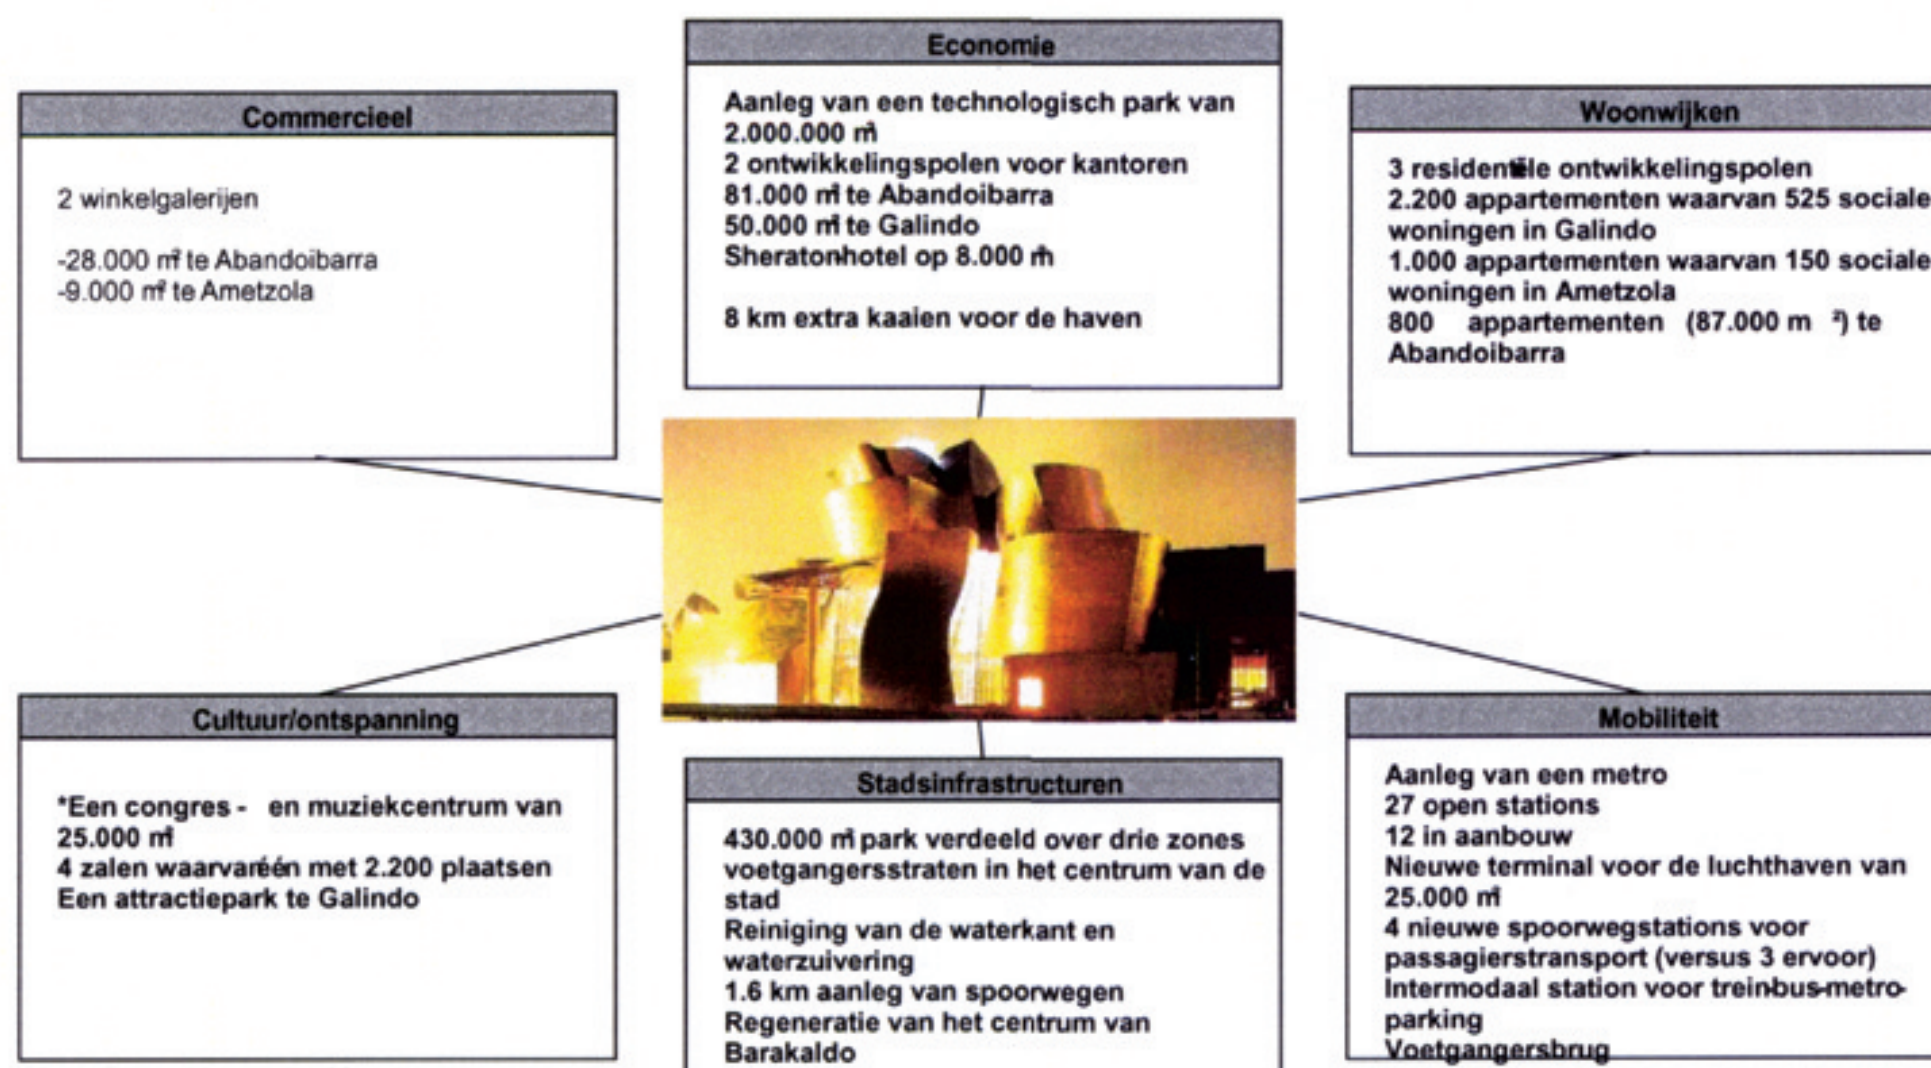 Economie
Aanleg van een technologisch park van
2.000.000 m²
2 ontwikkelingspolen voor kantoren
81.000 m² te Abandoibarra
50.000 m² te Galindo
Sheratonhotel op 8.000 m²
8 km extra kaaien voor de haven
Commercieel
2 winkelgalerijen
-28.000 m² te Abandoibarra
-9.000 m² te Ametzola
Woonwijken
3 residentiële ontwikkelingspolen
2.200 appartementen waarvan 525 sociale
woningen in Galindo
1.000 appartementen waarvan 150 sociale
woningen in Ametzola
800 appartementen (87.000 m ²) te
Abandoibarra
Cultuur/ontspanning
*Een congres - en muziekcentrum van
25.000 m²
4 zalen waarvan één met 2.200 plaatsen
Een attractiepark te Galindo
Stadsinfrastructuren
430.000 m² park verdeeld over drie zones
voetgangersstraten in het centrum van de
stad
Reiniging van de waterkant en
waterzuivering
1.6 km aanleg van spoorwegen
Regeneratie van het centrum van
Barakaldo
Mobiliteit
Aanleg van een metro
27 open stations
12 in aanbouw
Nieuwe terminal voor de luchthaven van
25.000 m²
4 nieuwe spoorwegstations voor
passagierstransport (versus 3 ervoor)
Intermodaal station voor trein-bus-metro-
parking
Voetgangersbrug